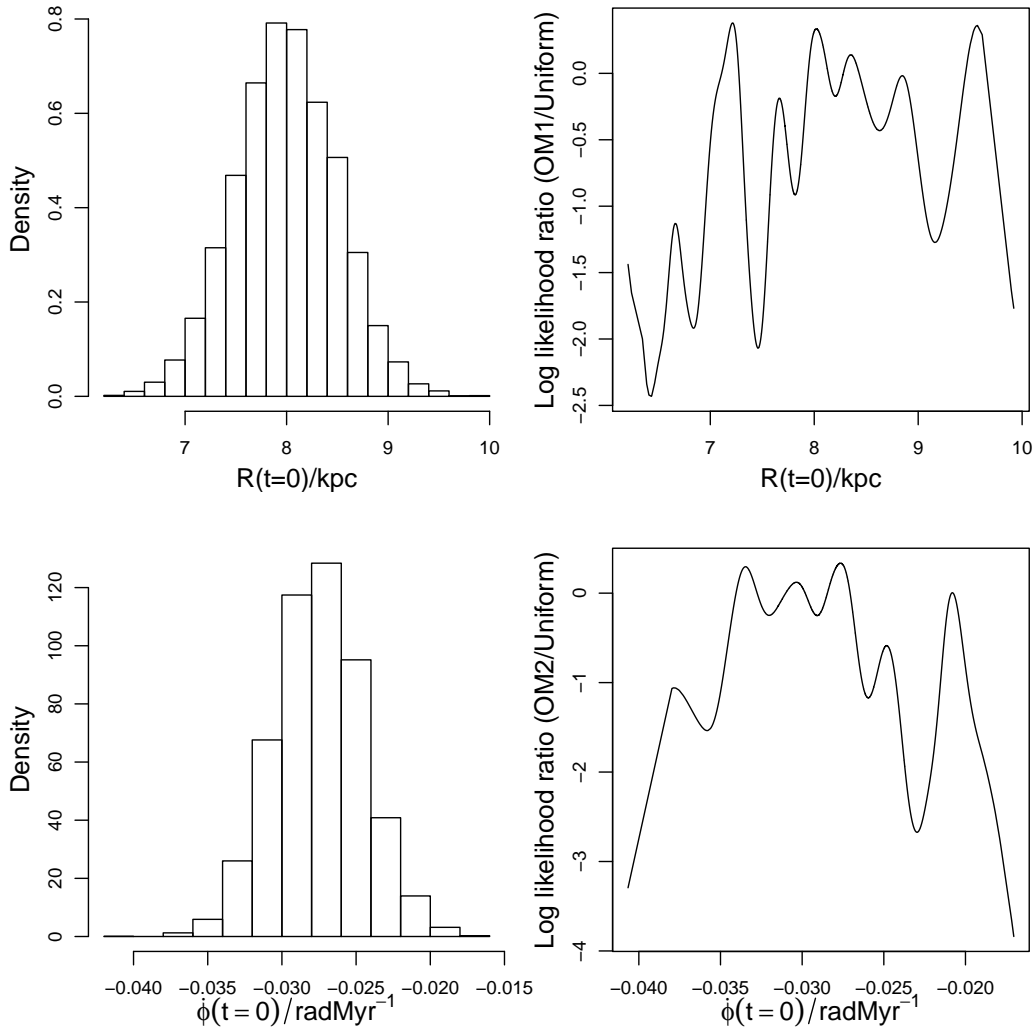 0.0 0.2 0.4 0.6 0.8
Density
7 8 9 10
R(t=0)/kpc
−2.5 −2.0 −1.5 −1.0 −0.5 0.0
Log likelihood ratio (OM1/Uniform)
7 8 9 10
R(t=0)/kpc
0 20 40 60 80 100 120
Density
−0.040 −0.035 −0.030 −0.025 −0.020 −0.015
φ̇(t = 0)/radMyr⁻¹
−4 −3 −2 −1 0
Log likelihood ratio (OM2/Uniform)
−0.040 −0.035 −0.030 −0.025 −0.020
φ̇(t = 0)/radMyr⁻¹